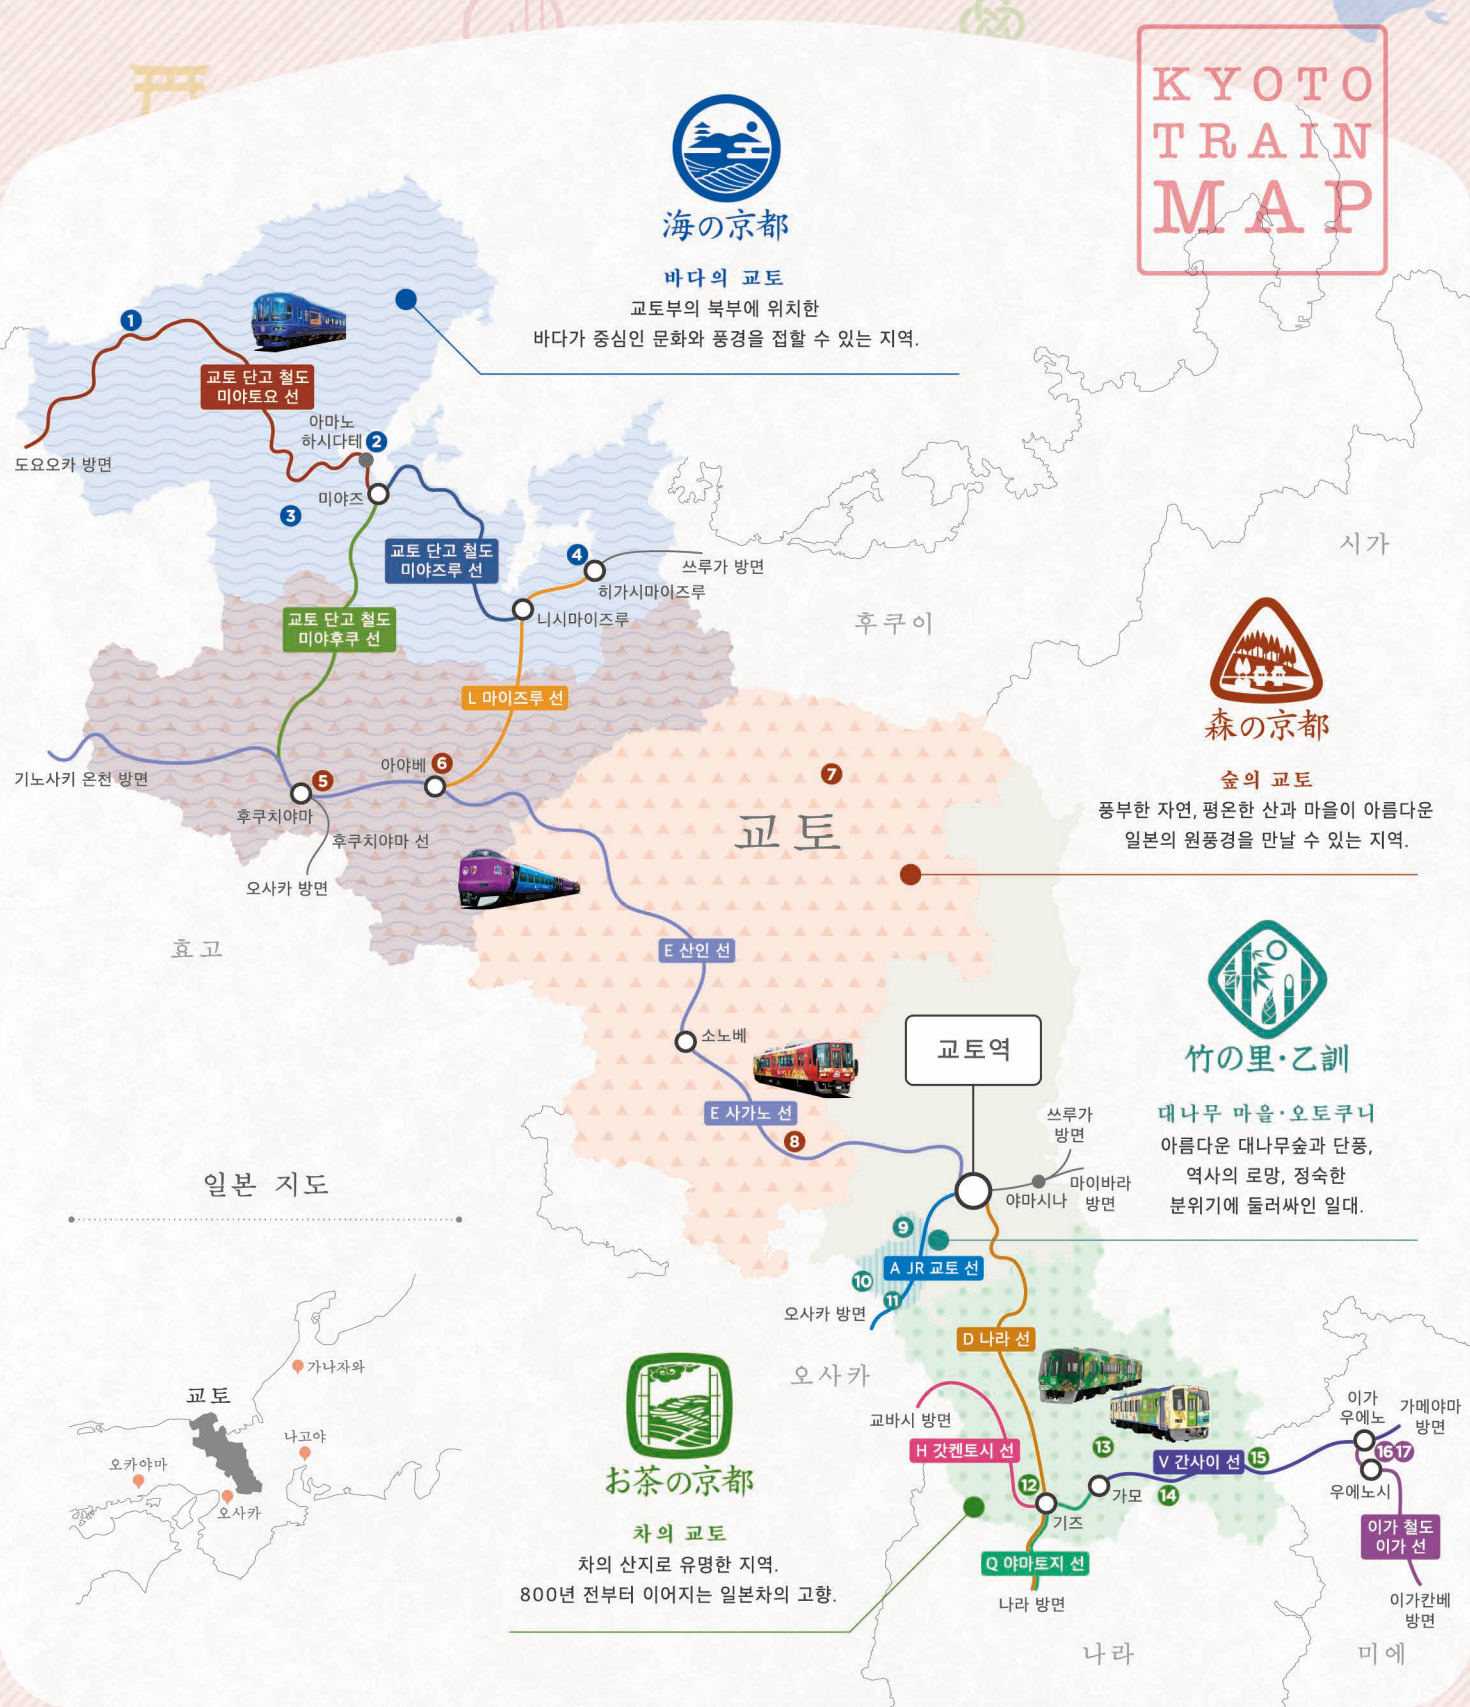 KYOTO
TRAIN
MAP
海の京都
바다의 교토
교토부의 북부에 위치한
바다가 중심인 문화와 풍경을 접할 수 있는 지역.
1
교토 단고 철도
미야토요 선
아마노
하시다테
2
도요오카 방면
미야즈
3
교토 단고 철도
미야즈루 선
4
쓰루가 방면
히가시마이즈루
니시마이즈루
교토 단고 철도
미야후쿠 선
L 마이즈루 선
시가
후쿠이
森の京都
숲의 교토
풍부한 자연, 평온한 산과 마을이 아름다운
일본의 원풍경을 만날 수 있는 지역.
기노사키 온천 방면
5
아야베
6
후쿠치야마
후쿠치야마 선
오사카 방면
7
교토
효고
E 산인 선
소노베
교토역
竹の里・乙訓
대나무 마을·오토쿠니
아름다운 대나무숲과 단풍,
역사의 로망, 정숙한
분위기에 둘러싸인 일대.
E 사가노 선
8
쓰루가
방면
마이바라
방면
야마시나
일본 지도
9
A JR 교토 선
10
11
오사카 방면
D 나라 선
오사카
교바시 방면
H 갓켄토시 선
12
13
V 간사이 선
15
14
가모
기즈
Q 야마토지 선
나라 방면
이가
우에노
가메야마
방면
16
17
우에노시
이가 철도
이가 선
이가칸베
방면
나라
미에
お茶の京都
차의 교토
차의 산지로 유명한 지역.
800년 전부터 이어지는 일본차의 고향.
가나자와
교토
나고야
오카야마
오사카